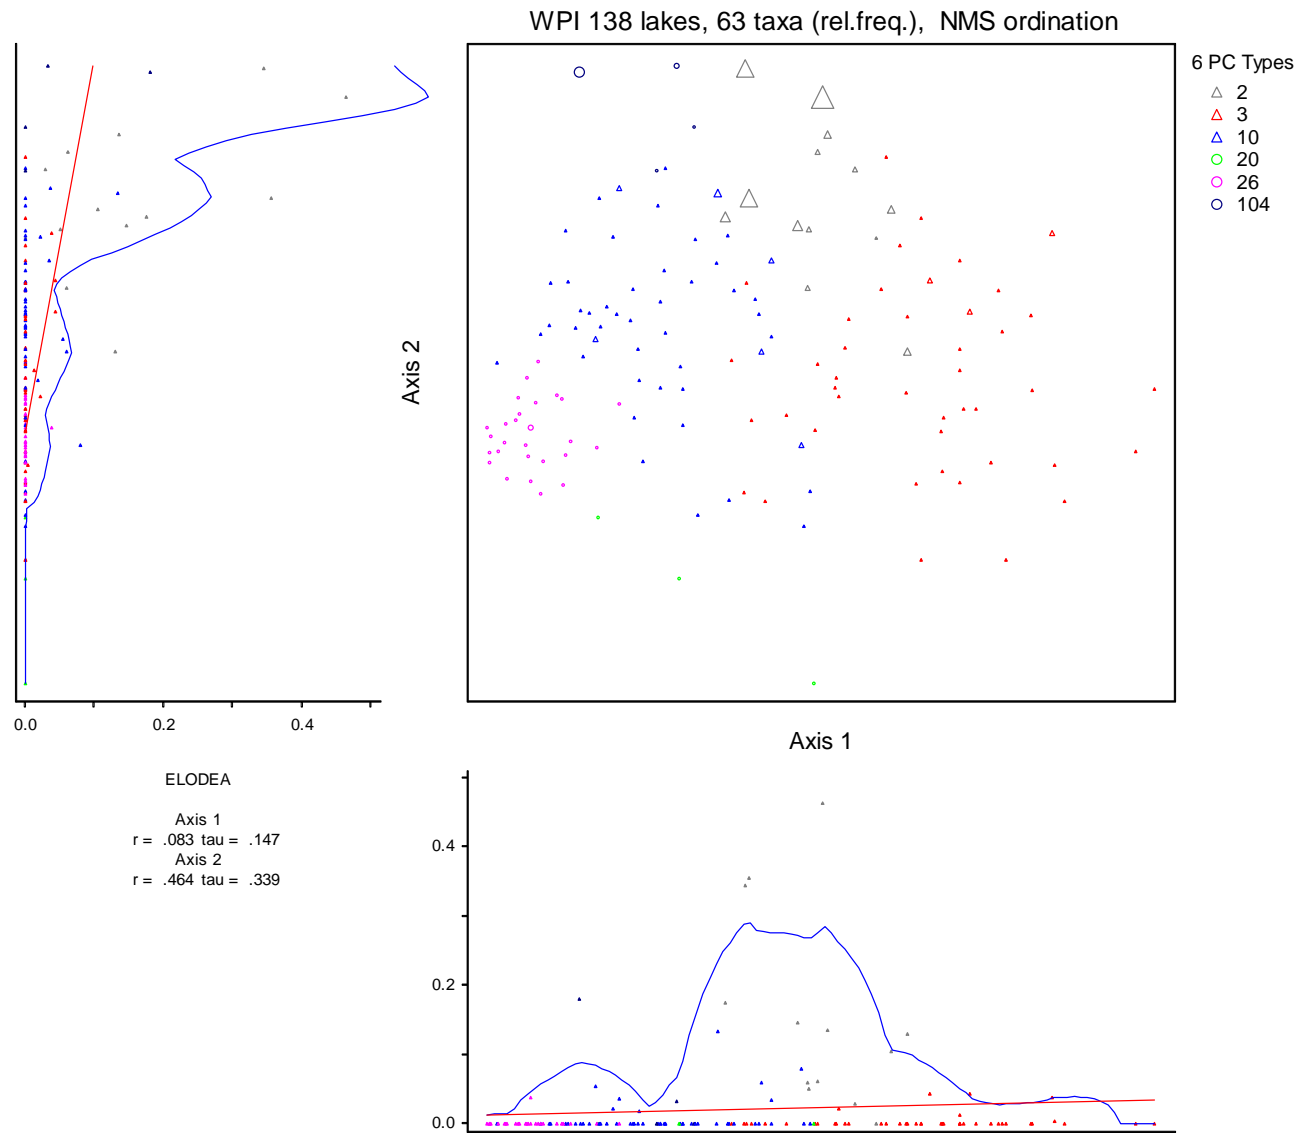 WPI 138 lakes, 63 taxa (rel.freq.), NMS ordination
6 PC Types
2
3
10
20
26
104
Axis 2
0.0 0.2 0.4
Axis 1
ELODEA
Axis 1
r = .083 tau = .147
Axis 2
r = .464 tau = .339
0.4
0.2
0.0